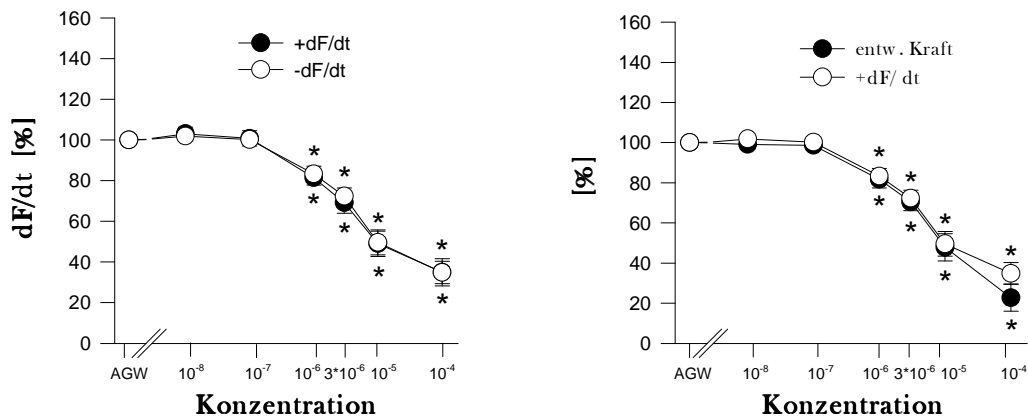 160
140
120
100
80
60
40
20
0
dF/dt [%]
+dF/dt
-dF/dt
* * * *
* * * *
AGW 10⁻⁸ 10⁻⁷ 10⁻⁶ 3*10⁻⁶ 10⁻⁵ 10⁻⁴
Konzentration
160
140
120
100
80
60
40
20
0
[%]
entw. Kraft
+dF/dt
* * * *
* * * *
AGW 10⁻⁸ 10⁻⁷ 10⁻⁶ 3*10⁻⁶ 10⁻⁵ 10⁻⁴
Konzentration